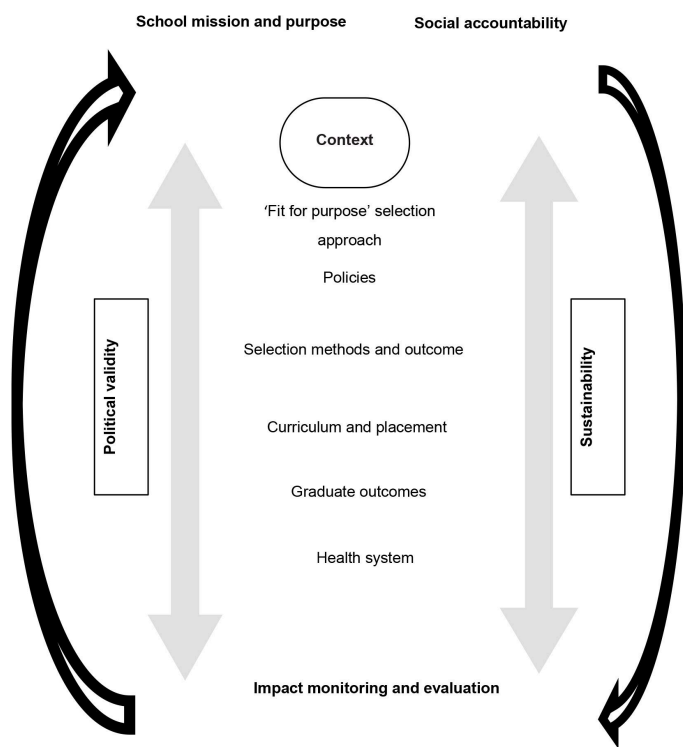 School mission and purpose
Social accountability
Context
‘Fit for purpose’ selection
approach
Policies
Selection methods and outcome
Political validity
Sustainability
Curriculum and placement
Graduate outcomes
Health system
Impact monitoring and evaluation